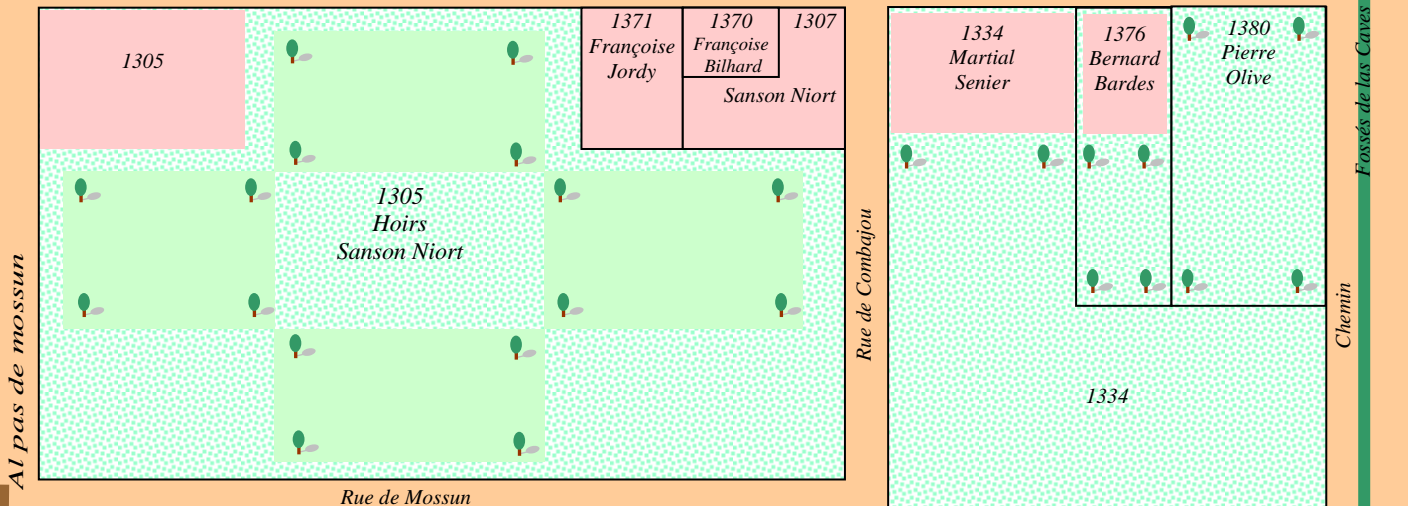 1305
1371
Françoise
Jordy
1370
Françoise
Bilhard
1307
Sanson Niort
1305
Hoirs
Sanson Niort
Al pas de mossun
Rue de Mossun
Rue de Combajou
1334
Martial
Senier
1376
Bernard
Bardes
1380
Pierre
Olive
1334
Chemin
Fossés de las Caves